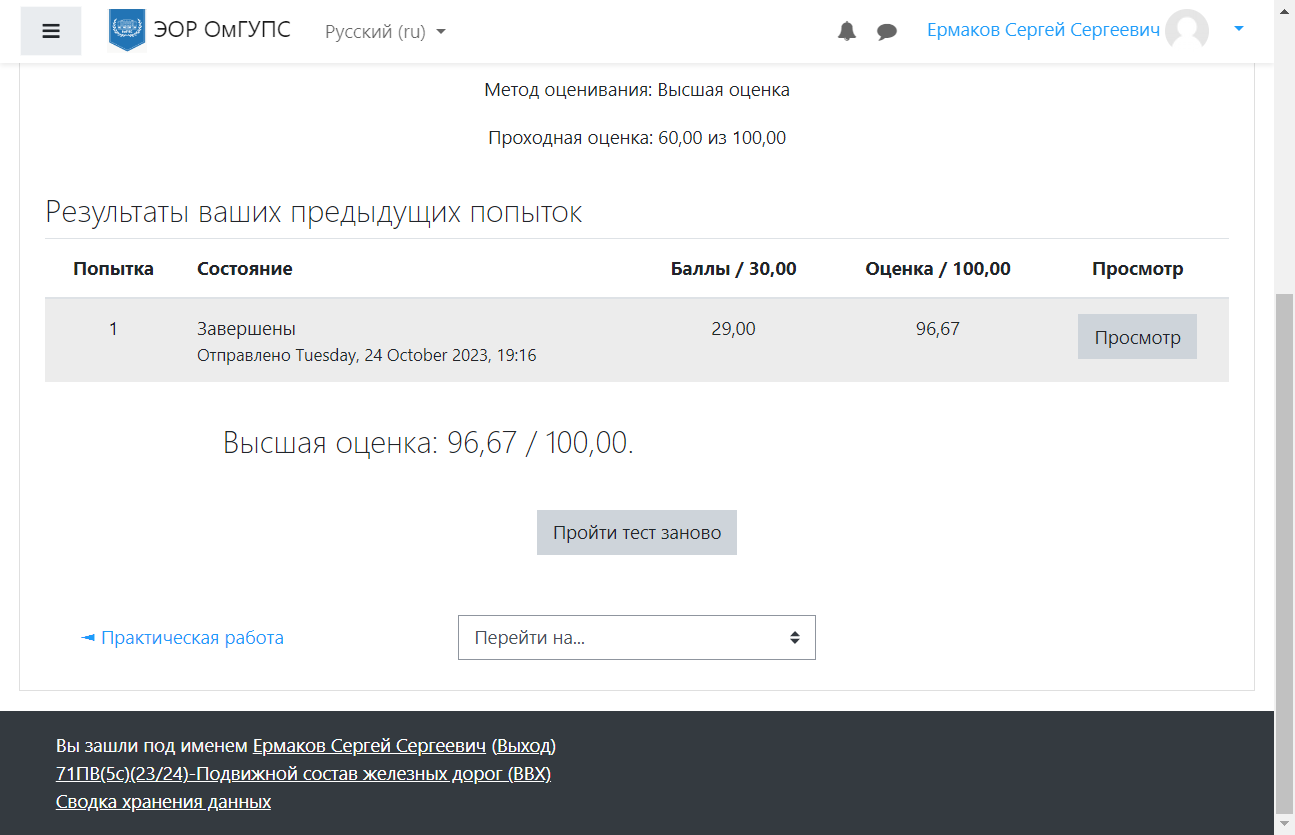 ЭОР ОмГУПС
Русский (ru)
Ермаков Сергей Сергеевич
Метод оценивания: Высшая оценка
Проходная оценка: 60,00 из 100,00
Результаты ваших предыдущих попыток
Попытка Состояние Баллы / 30,00 Оценка / 100,00 Просмотр
1 Завершены 29,00 96,67 Просмотр
Отправлено Tuesday, 24 October 2023, 19:16
Высшая оценка: 96,67 / 100,00.
Пройти тест заново
◄ Практическая работа
Перейти на...
Вы зашли под именем Ермаков Сергей Сергеевич (Выход)
71ПВ(5с)(23/24)-Подвижной состав железных дорог (ВВХ)
Сводка хранения данных